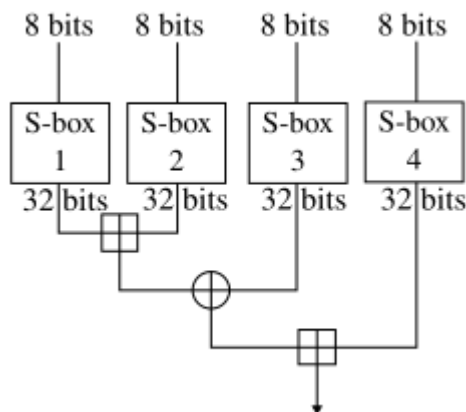 8 bits 8 bits 8 bits 8 bits
S-box S-box S-box S-box
1 2 3 4
32 bits 32 bits 32 bits 32 bits